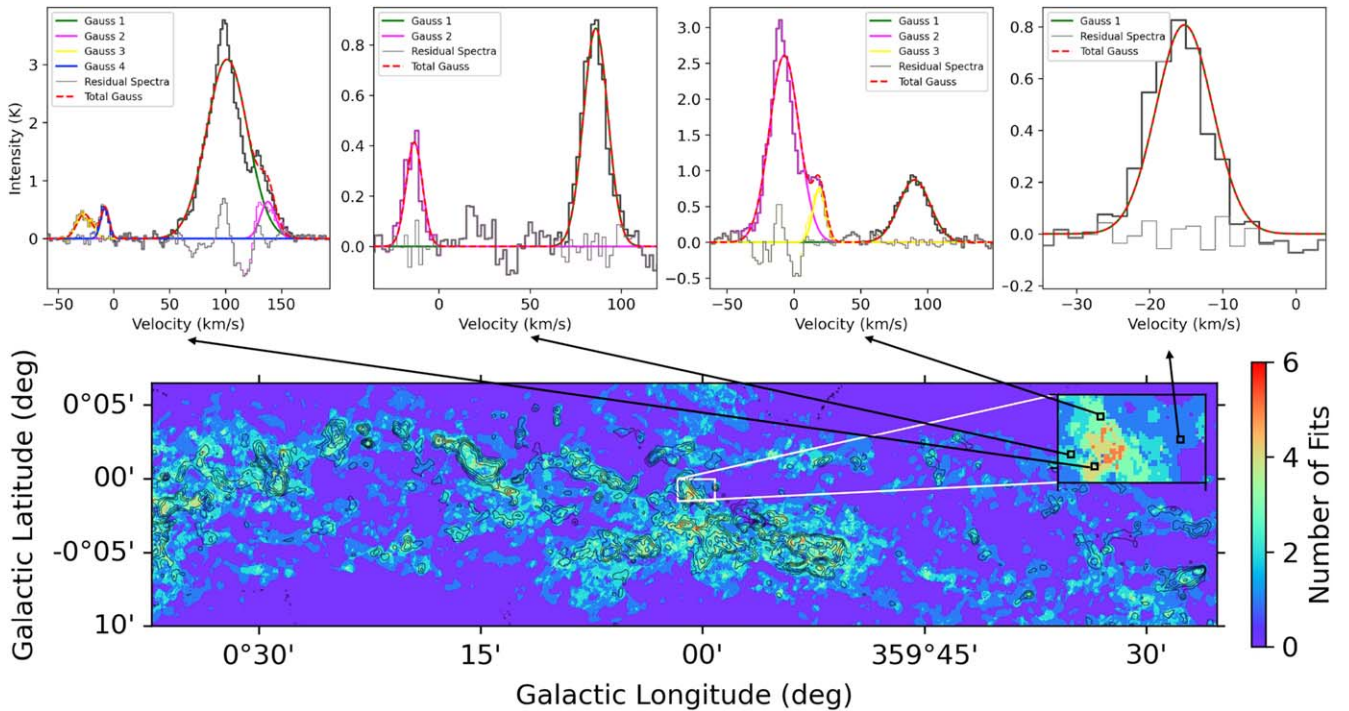 Gauss 1
Gauss 2
Gauss 3
Gauss 4
Residual Spectra
Total Gauss
Intensity (K)
3
2
1
0
−50 0 50 100 150
Velocity (km/s)
Gauss 1
Gauss 2
Residual Spectra
Total Gauss
0.8
0.6
0.4
0.2
0.0
0 50 100
Velocity (km/s)
Gauss 1
Gauss 2
Gauss 3
Residual Spectra
Total Gauss
3.0
2.5
2.0
1.5
1.0
0.5
0.0
−0.5
−50 0 50 100
Velocity (km/s)
Gauss 1
Residual Spectra
Total Gauss
0.8
0.6
0.4
0.2
0.0
−0.2
−30 −20 −10 0
Velocity (km/s)
Galactic Latitude (deg)
0°05'
00'
-0°05'
10'
0°30' 15' 00' 359°45' 30'
Galactic Longitude (deg)
6
4
2
0
Number of Fits